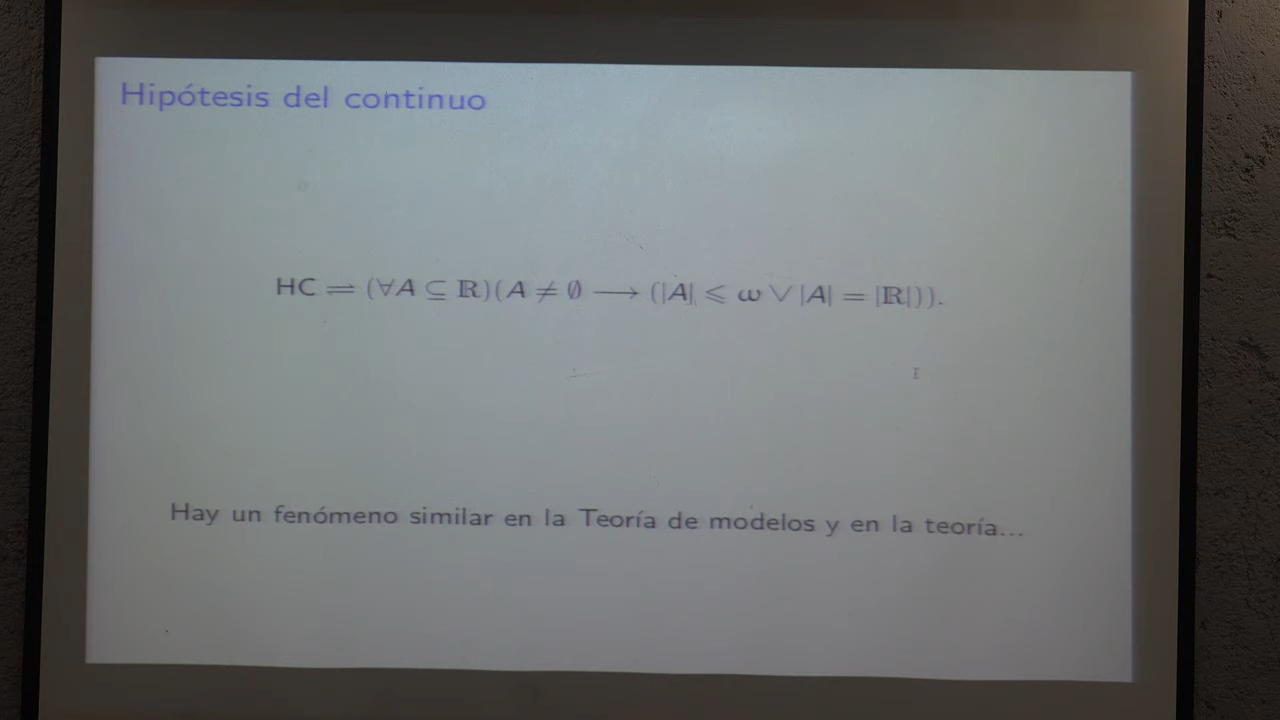 Hipótesis del continuo
HC ⇌ (∀A ⊆ ℝ)(A ≠ ∅ ⟶ (|A| ⩽ ω ∨ |A| = |ℝ|)).
Hay un fenómeno similar en la Teoría de modelos y en la teoría...